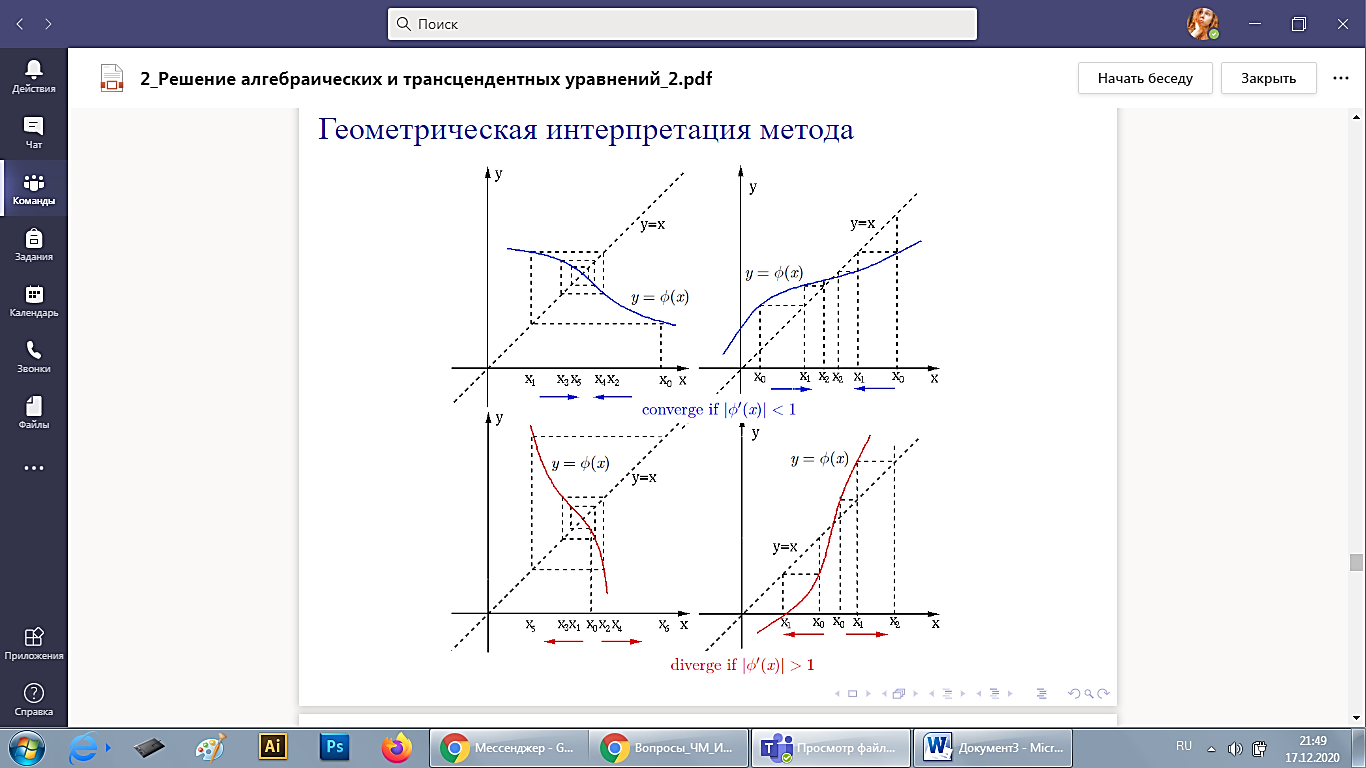 Поиск
Действия
Чат
Команды
Задания
Календарь
Звонки
Файлы
Приложения
Справка
2_Решение алгебраических и трансцендентных уравнений_2.pdf
Начать беседу
Закрыть
Геометрическая интерпретация метода
y
y=x
y = ϕ(x)
x₁ x₃ x₅ x₄ x₂ x₀ x
y
y=x
y = ϕ(x)
x₀ x₁ x₂ x₂ x₁ x₀ x
converge if |ϕ′(x)| < 1
y
y = ϕ(x)
y=x
x₅ x₁ x₀ x₂ x₄ x₆ x
y
y = ϕ(x)
y=x
x₁ x₀ x₀ x₁ x₂ x
diverge if |ϕ′(x)| > 1
Ai
Ps
Мессенджер - G...
Вопросы_ЧМ_И...
Просмотр файл...
Документ3 - Micr...
RU
21:49
17.12.2020